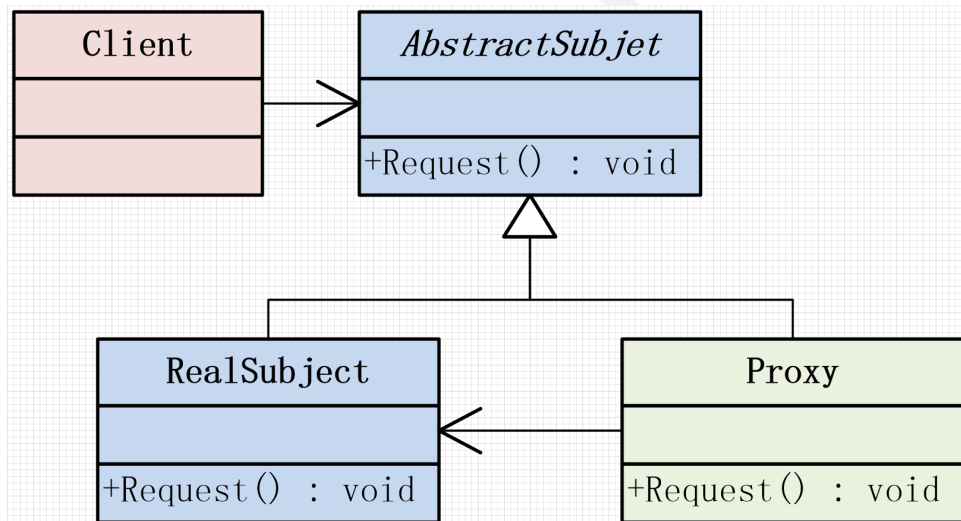 Client
AbstractSubjet
+Request() : void
RealSubject
Proxy
+Request() : void
+Request() : void